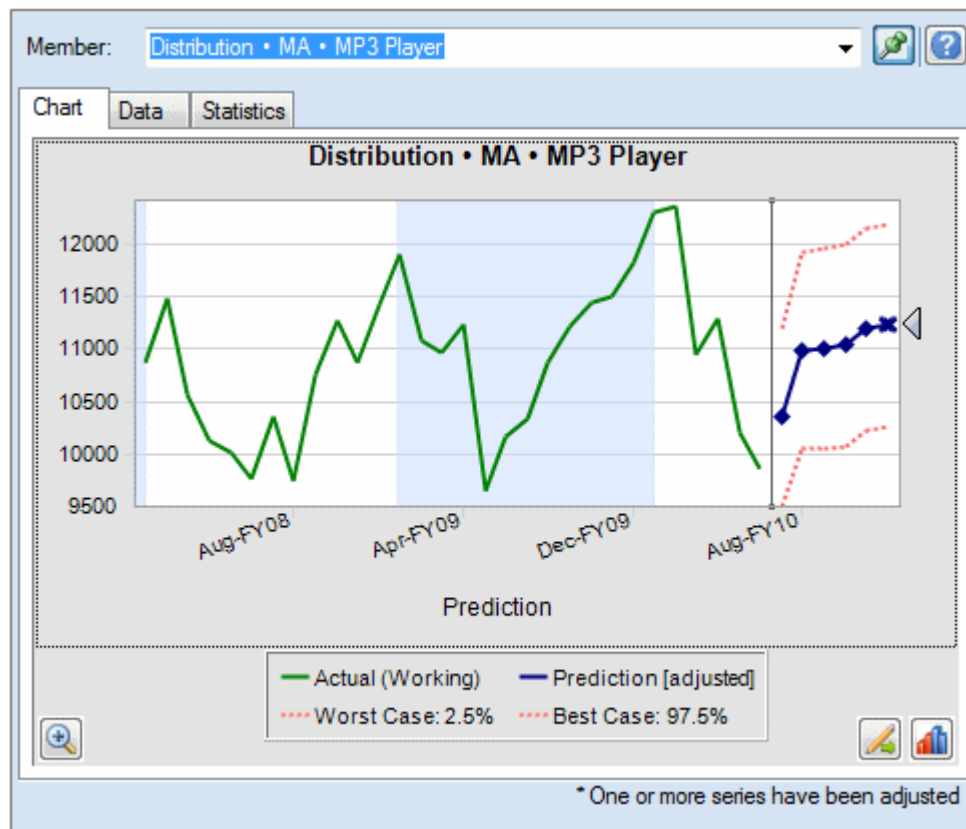 Member: Distribution • MA • MP3 Player
Chart Data Statistics
Distribution • MA • MP3 Player
12000
11500
11000
10500
10000
9500
Aug-FY08 Apr-FY09 Dec-FY09 Aug-FY10
Prediction
Actual (Working) Prediction [adjusted]
Worst Case: 2.5% Best Case: 97.5%
* One or more series have been adjusted